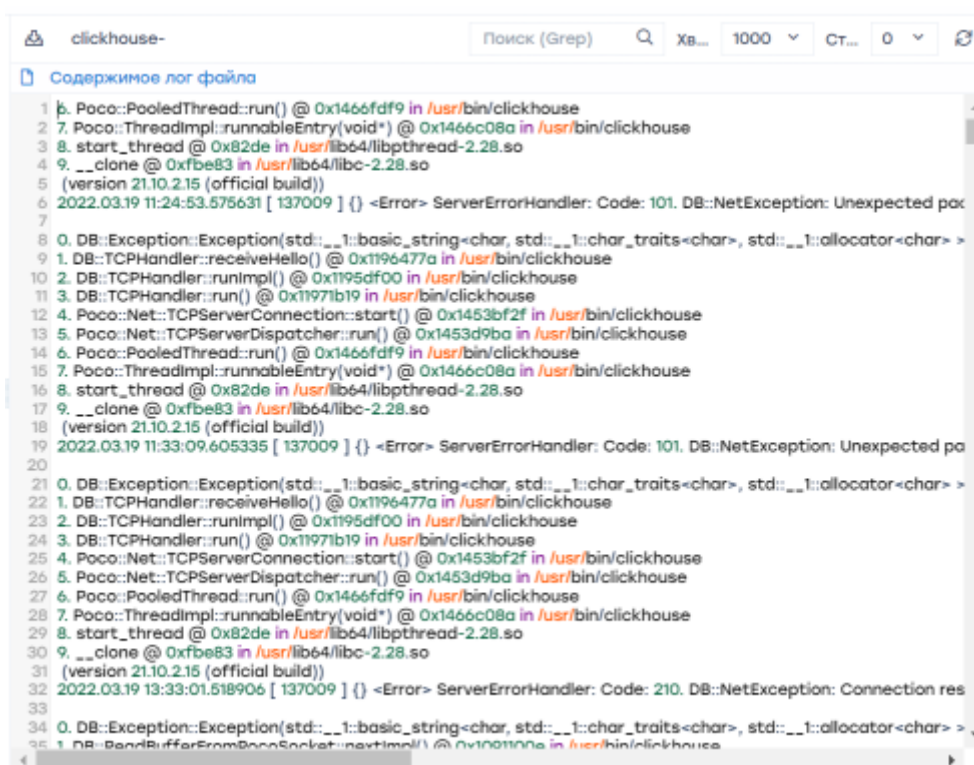 clickhouse-
Поиск (Grep) Хв... 1000 Ст... 0
Содержимое лог файла
1 6. Poco::PooledThread::run() @ 0x1466fdf9 in /usr/bin/clickhouse
2 7. Poco::ThreadImpl::runnableEntry(void*) @ 0x1466c08a in /usr/bin/clickhouse
3 8. start_thread @ 0x82de in /usr/lib64/libpthread-2.28.so
4 9. __clone @ 0xfbe83 in /usr/lib64/libc-2.28.so
5 (version 21.10.2.15 (official build))
6 2022.03.19 11:24:53.575631 [ 137009 ] {} <Error> ServerErrorHandler: Code: 101. DB::NetException: Unexpected pac
7
8 0. DB::Exception::Exception(std::__1::basic_string<char, std::__1::char_traits<char>, std::__1::allocator<char> >
9 1. DB::TCPHandler::receiveHello() @ 0x1196477a in /usr/bin/clickhouse
10 2. DB::TCPHandler::runImpl() @ 0x1195df00 in /usr/bin/clickhouse
11 3. DB::TCPHandler::run() @ 0x11971b19 in /usr/bin/clickhouse
12 4. Poco::Net::TCPServerConnection::start() @ 0x1453bf2f in /usr/bin/clickhouse
13 5. Poco::Net::TCPServerDispatcher::run() @ 0x1453d9ba in /usr/bin/clickhouse
14 6. Poco::PooledThread::run() @ 0x1466fdf9 in /usr/bin/clickhouse
15 7. Poco::ThreadImpl::runnableEntry(void*) @ 0x1466c08a in /usr/bin/clickhouse
16 8. start_thread @ 0x82de in /usr/lib64/libpthread-2.28.so
17 9. __clone @ 0xfbe83 in /usr/lib64/libc-2.28.so
18 (version 21.10.2.15 (official build))
19 2022.03.19 11:33:09.605335 [ 137009 ] {} <Error> ServerErrorHandler: Code: 101. DB::NetException: Unexpected pa
20
21 0. DB::Exception::Exception(std::__1::basic_string<char, std::__1::char_traits<char>, std::__1::allocator<char> >
22 1. DB::TCPHandler::receiveHello() @ 0x1196477a in /usr/bin/clickhouse
23 2. DB::TCPHandler::runImpl() @ 0x1195df00 in /usr/bin/clickhouse
24 3. DB::TCPHandler::run() @ 0x11971b19 in /usr/bin/clickhouse
25 4. Poco::Net::TCPServerConnection::start() @ 0x1453bf2f in /usr/bin/clickhouse
26 5. Poco::Net::TCPServerDispatcher::run() @ 0x1453d9ba in /usr/bin/clickhouse
27 6. Poco::PooledThread::run() @ 0x1466fdf9 in /usr/bin/clickhouse
28 7. Poco::ThreadImpl::runnableEntry(void*) @ 0x1466c08a in /usr/bin/clickhouse
29 8. start_thread @ 0x82de in /usr/lib64/libpthread-2.28.so
30 9. __clone @ 0xfbe83 in /usr/lib64/libc-2.28.so
31 (version 21.10.2.15 (official build))
32 2022.03.19 13:33:01.518906 [ 137009 ] {} <Error> ServerErrorHandler: Code: 210. DB::NetException: Connection res
33
34 0. DB::Exception::Exception(std::__1::basic_string<char, std::__1::char_traits<char>, std::__1::allocator<char> >
35 1. DB::ReadBufferFromPocoSocket::nextImpl() @ 0x1091100e in /usr/bin/clickhouse